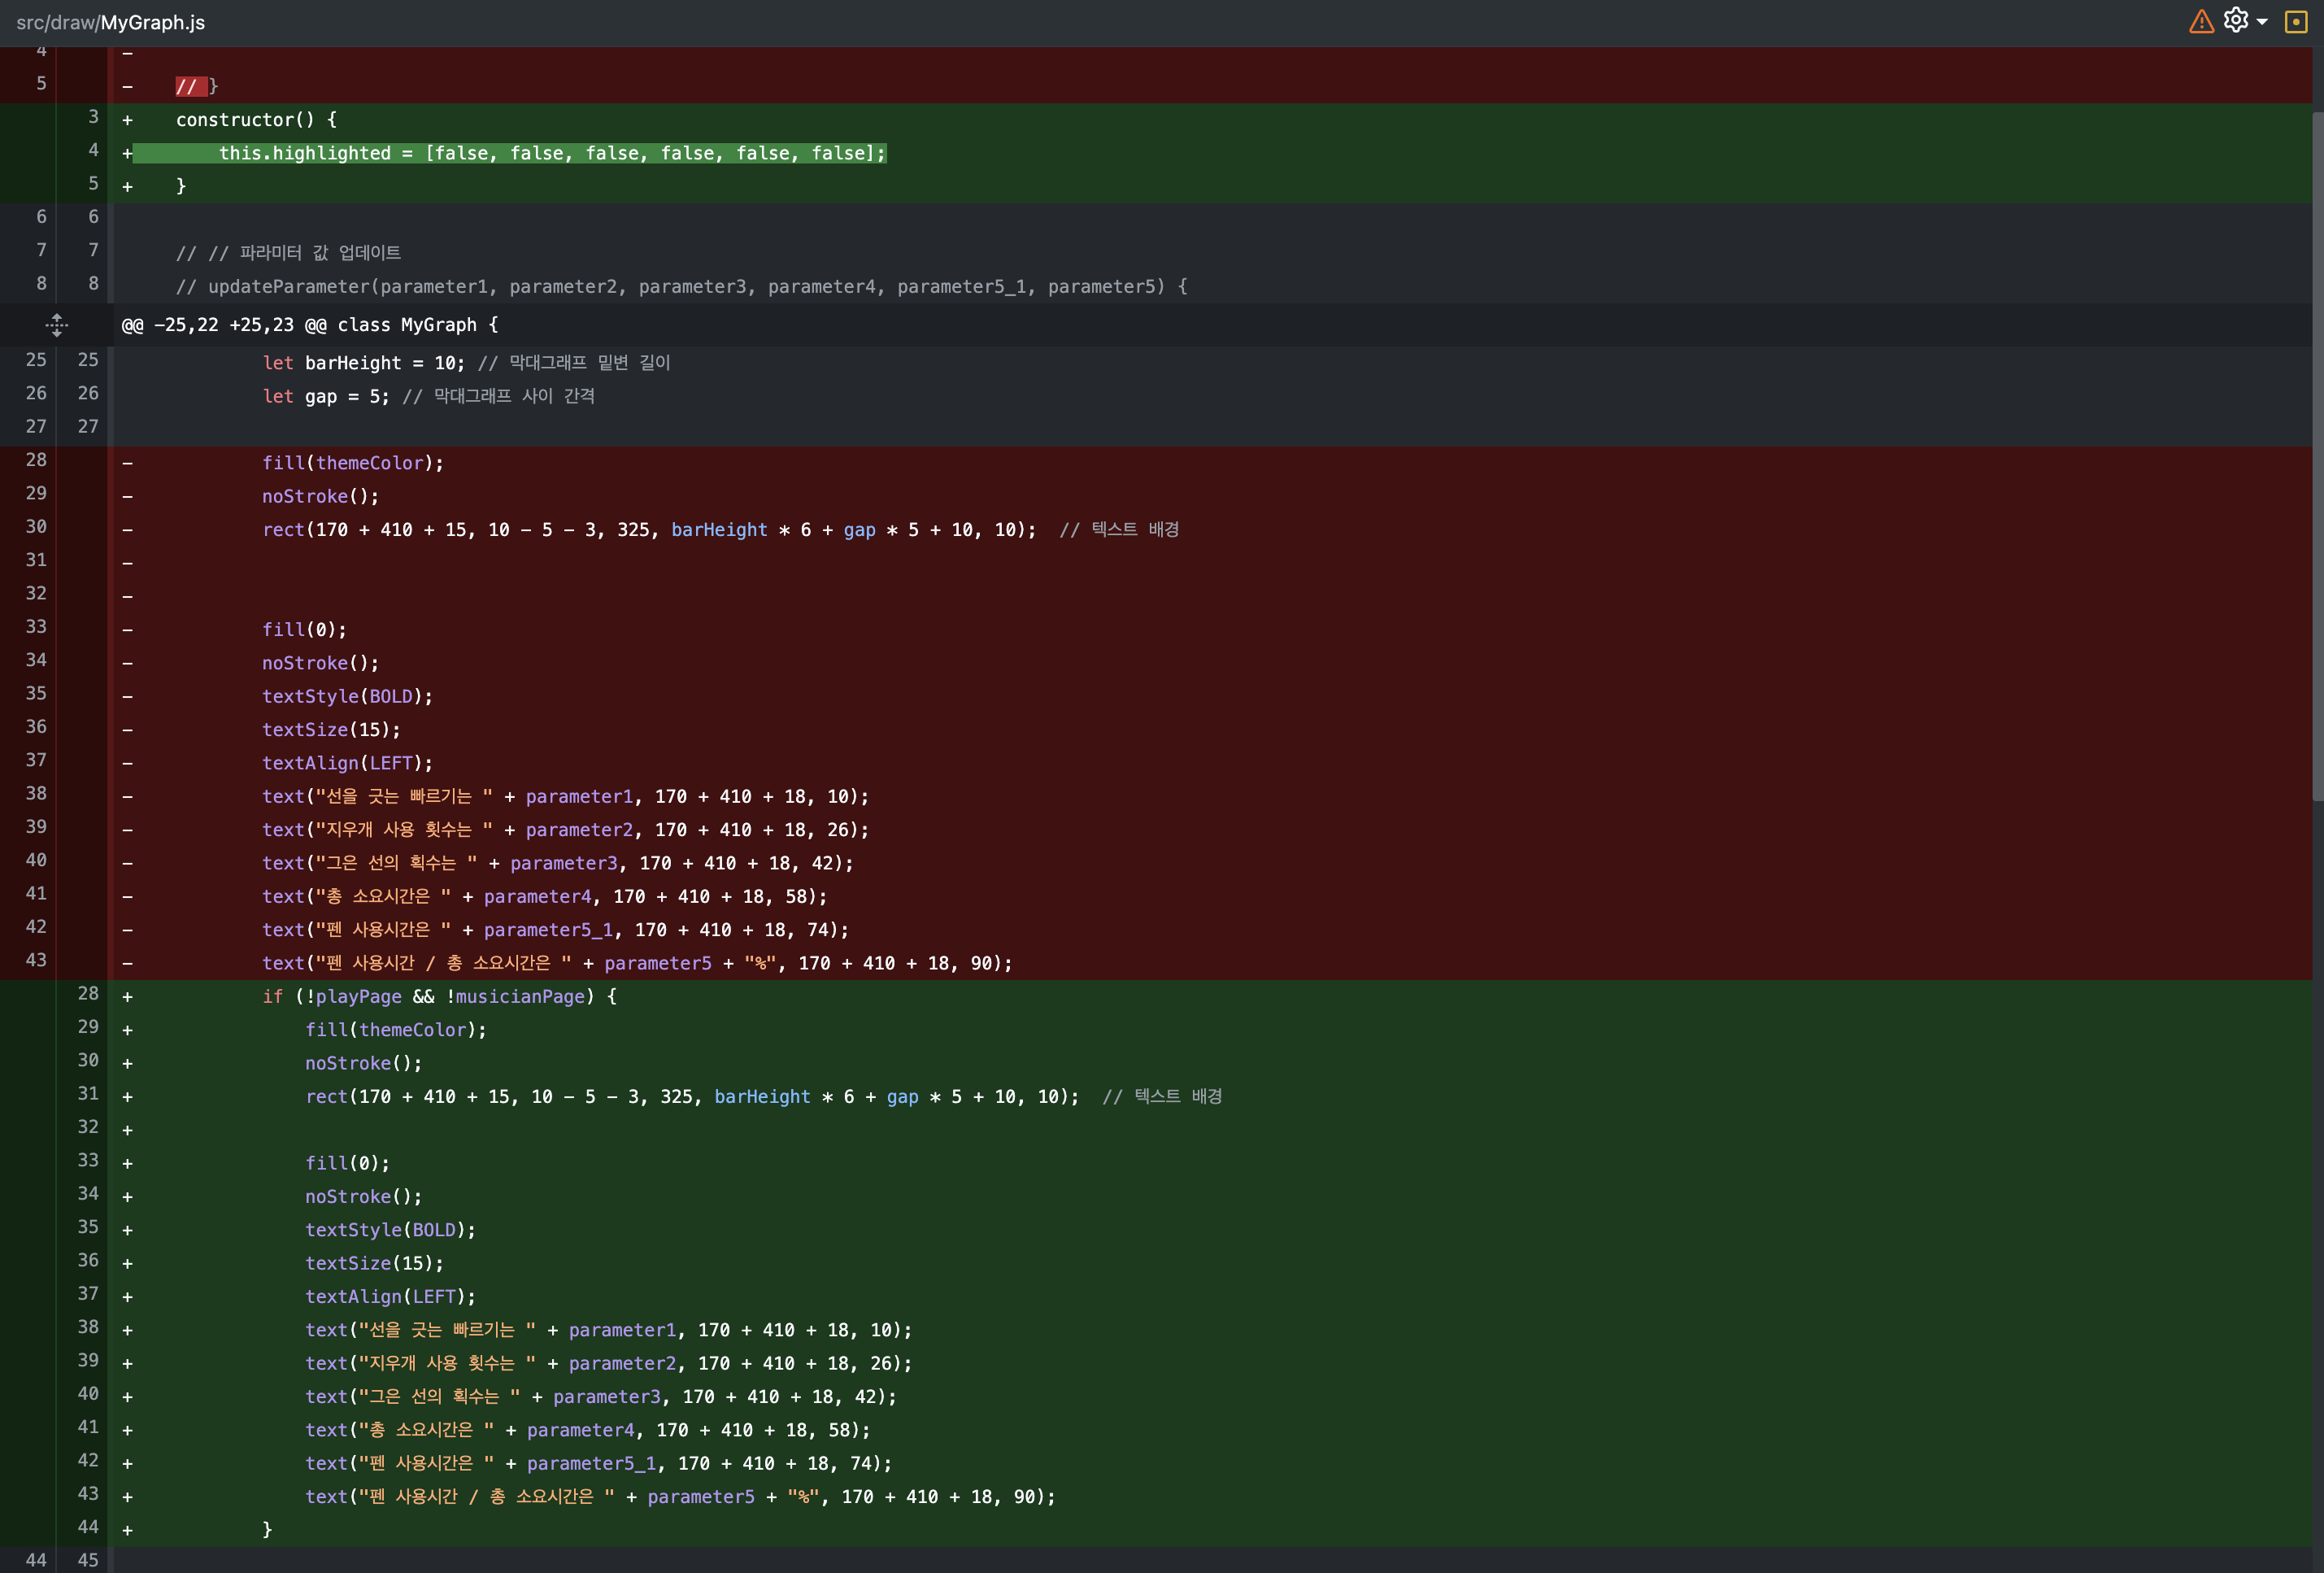 src/draw/MyGraph.js
4 −
5 − // }
3 + constructor() {
4 + this.highlighted = [false, false, false, false, false, false];
5 + }
6 6
7 7 // // 파라미터 값 업데이트
8 8 // updateParameter(parameter1, parameter2, parameter3, parameter4, parameter5_1, parameter5) {
@@ −25,22 +25,23 @@ class MyGraph {
25 25 let barHeight = 10; // 막대그래프 밑변 길이
26 26 let gap = 5; // 막대그래프 사이 간격
27 27
28 − fill(themeColor);
29 − noStroke();
30 − rect(170 + 410 + 15, 10 − 5 − 3, 325, barHeight * 6 + gap * 5 + 10, 10); // 텍스트 배경
31 −
32 −
33 − fill(0);
34 − noStroke();
35 − textStyle(BOLD);
36 − textSize(15);
37 − textAlign(LEFT);
38 − text("선을 긋는 빠르기는 " + parameter1, 170 + 410 + 18, 10);
39 − text("지우개 사용 횟수는 " + parameter2, 170 + 410 + 18, 26);
40 − text("그은 선의 획수는 " + parameter3, 170 + 410 + 18, 42);
41 − text("총 소요시간은 " + parameter4, 170 + 410 + 18, 58);
42 − text("펜 사용시간은 " + parameter5_1, 170 + 410 + 18, 74);
43 − text("펜 사용시간 / 총 소요시간은 " + parameter5 + "%", 170 + 410 + 18, 90);
28 + if (!playPage && !musicianPage) {
29 + fill(themeColor);
30 + noStroke();
31 + rect(170 + 410 + 15, 10 − 5 − 3, 325, barHeight * 6 + gap * 5 + 10, 10); // 텍스트 배경
32 +
33 + fill(0);
34 + noStroke();
35 + textStyle(BOLD);
36 + textSize(15);
37 + textAlign(LEFT);
38 + text("선을 긋는 빠르기는 " + parameter1, 170 + 410 + 18, 10);
39 + text("지우개 사용 횟수는 " + parameter2, 170 + 410 + 18, 26);
40 + text("그은 선의 획수는 " + parameter3, 170 + 410 + 18, 42);
41 + text("총 소요시간은 " + parameter4, 170 + 410 + 18, 58);
42 + text("펜 사용시간은 " + parameter5_1, 170 + 410 + 18, 74);
43 + text("펜 사용시간 / 총 소요시간은 " + parameter5 + "%", 170 + 410 + 18, 90);
44 + }
44 45